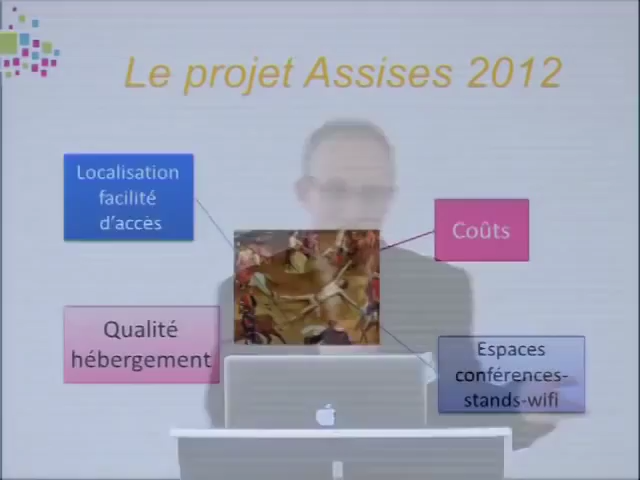 Le projet Assises 2012
Localisation
facilité
d'accès
Coûts
Qualité
hébergement
Espaces
conférences-
stands-wifi